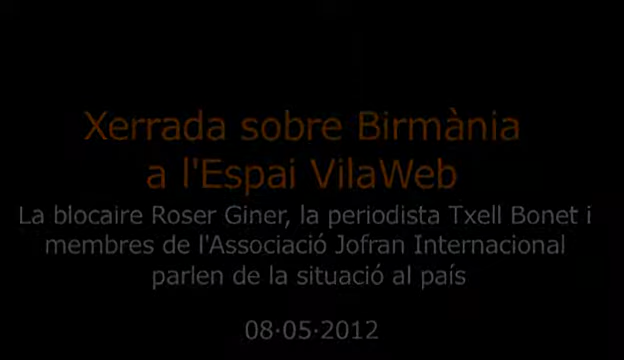 Xerrada sobre Birmània
a l'Espai VilaWeb
La blocaire Roser Giner, la periodista Txell Bonet i
membres de l'Associació Jofran Internacional
parlen de la situació al país
08·05·2012